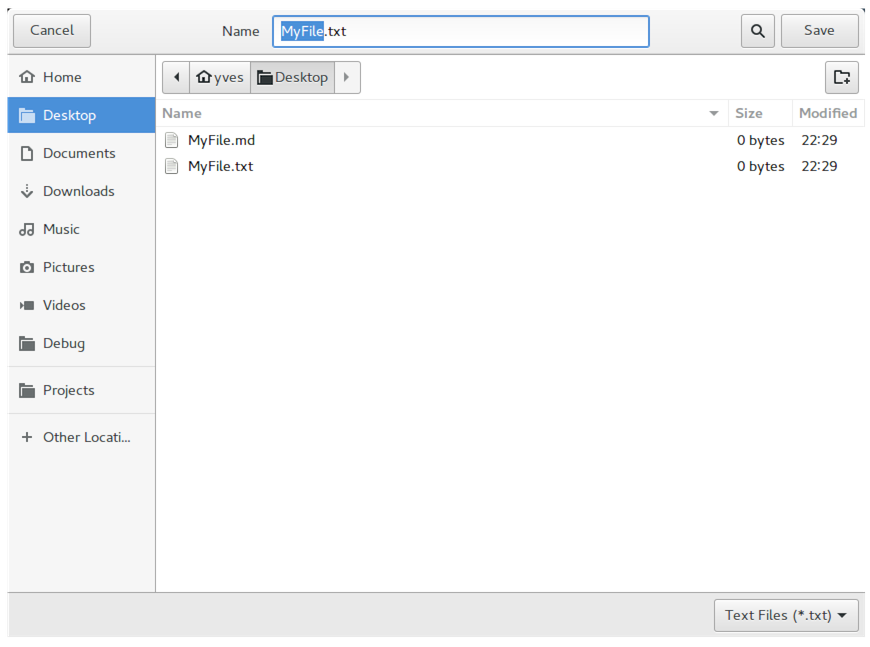 Cancel Name MyFile.txt Save
Home
Desktop
Documents
Downloads
Music
Pictures
Videos
Debug
Projects
Other Locati...
yves Desktop
Name Size Modified
MyFile.md 0 bytes 22:29
MyFile.txt 0 bytes 22:29
Text Files (*.txt)